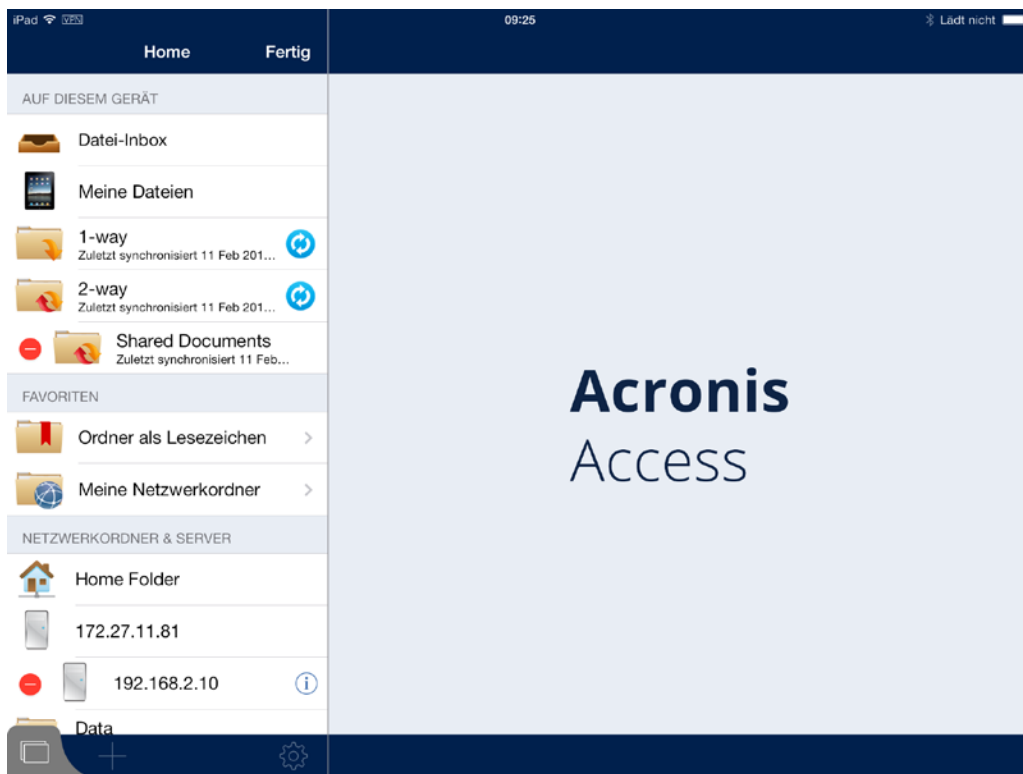 iPad VPN 09:25 Lädt nicht
Home Fertig
AUF DIESEM GERÄT
Datei-Inbox
Meine Dateien
1-way
Zuletzt synchronisiert 11 Feb 201...
2-way
Zuletzt synchronisiert 11 Feb 201...
Shared Documents
Zuletzt synchronisiert 11 Feb...
FAVORITEN
Ordner als Lesezeichen
Meine Netzwerkordner
NETZWERKORDNER & SERVER
Home Folder
172.27.11.81
192.168.2.10
Data
Acronis
Access